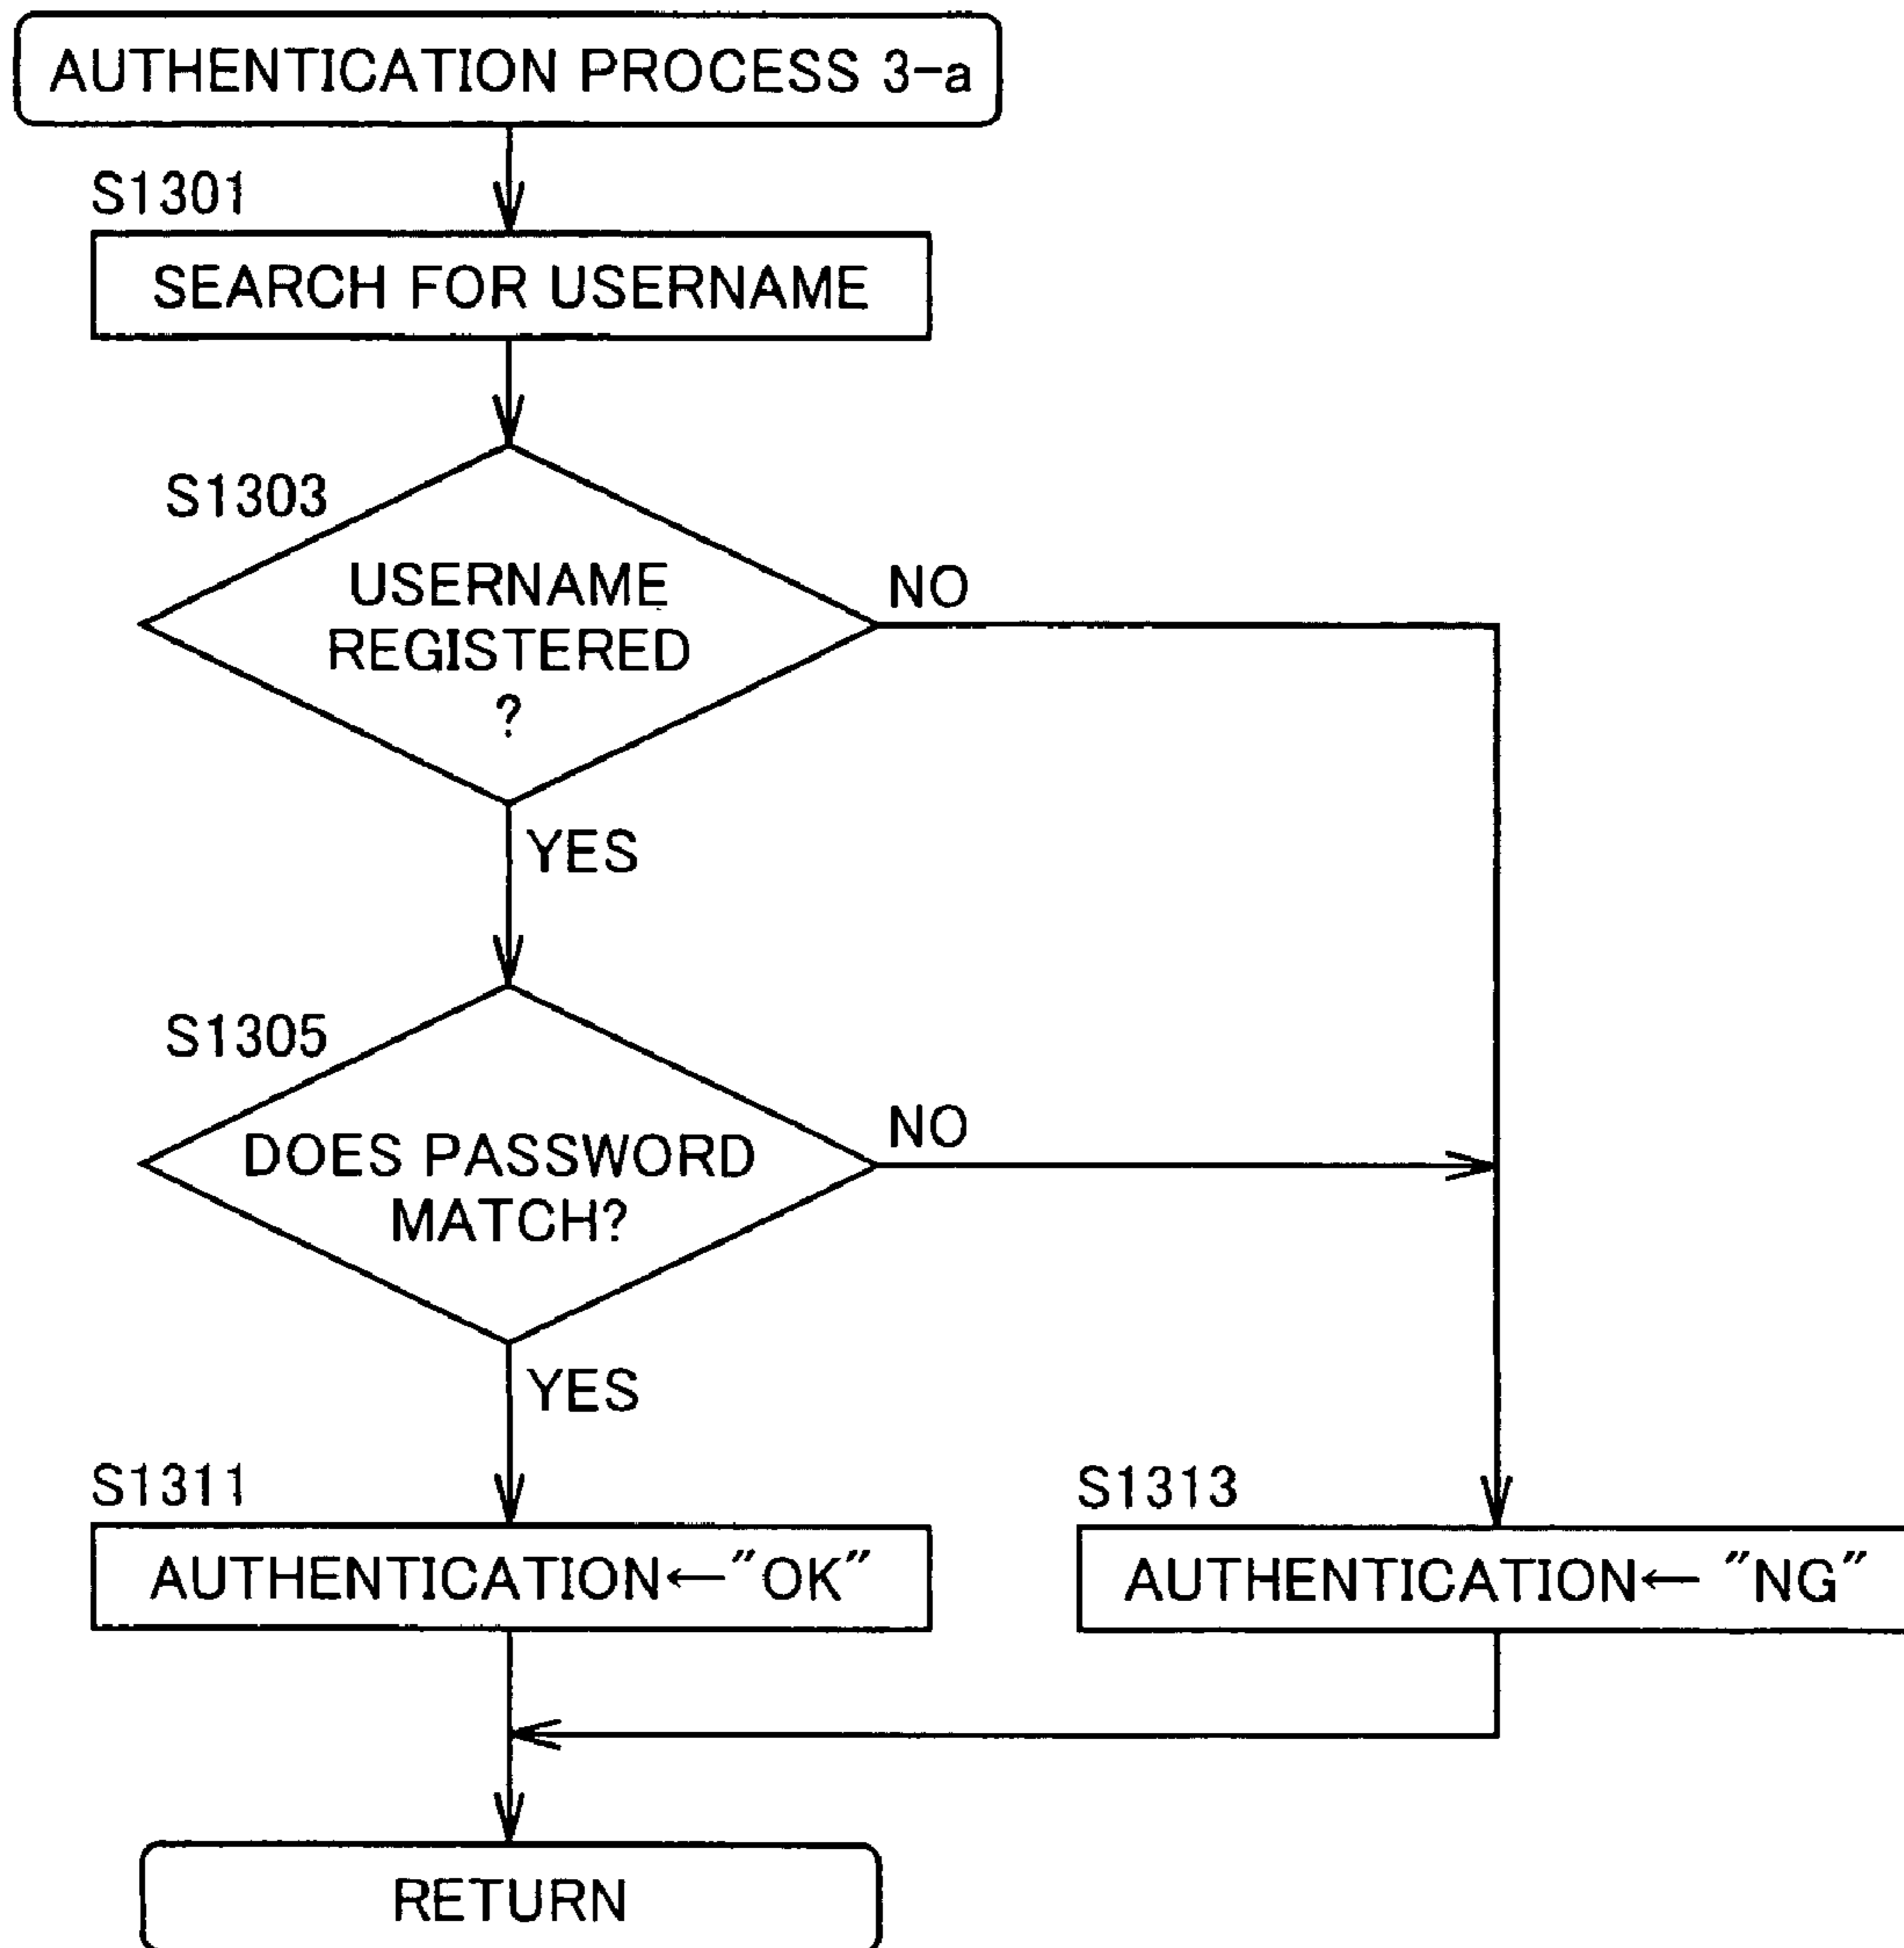 AUTHENTICATION PROCESS 3-a
S1301
SEARCH FOR USERNAME
S1303
USERNAME
REGISTERED
?
NO
YES
S1305
DOES PASSWORD
MATCH?
NO
YES
S1311
AUTHENTICATION←"OK"
S1313
AUTHENTICATION← "NG"
RETURN